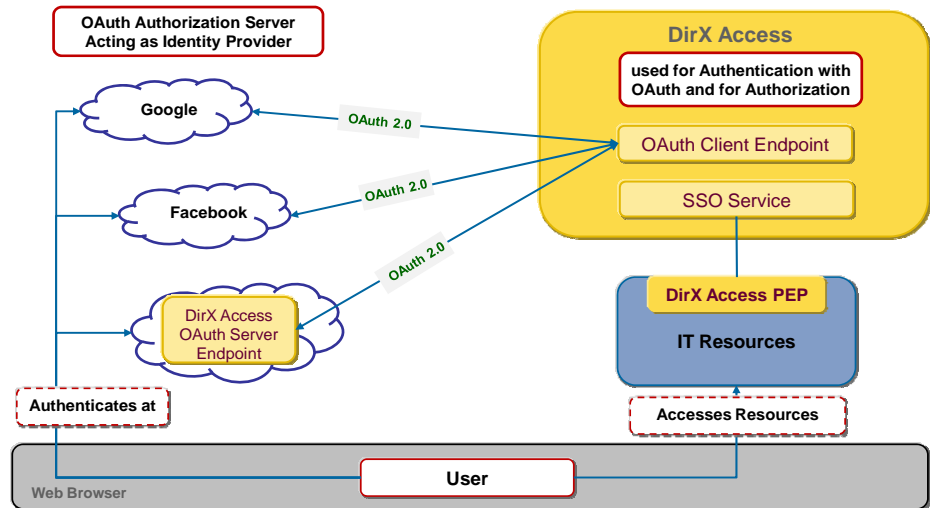 OAuth Authorization Server
Acting as Identity Provider
DirX Access
used for Authentication with
OAuth and for Authorization
Google
OAuth 2.0
OAuth Client Endpoint
Facebook
OAuth 2.0
SSO Service
OAuth 2.0
DirX Access
OAuth Server
Endpoint
DirX Access PEP
IT Resources
Authenticates at
Accesses Resources
User
Web Browser